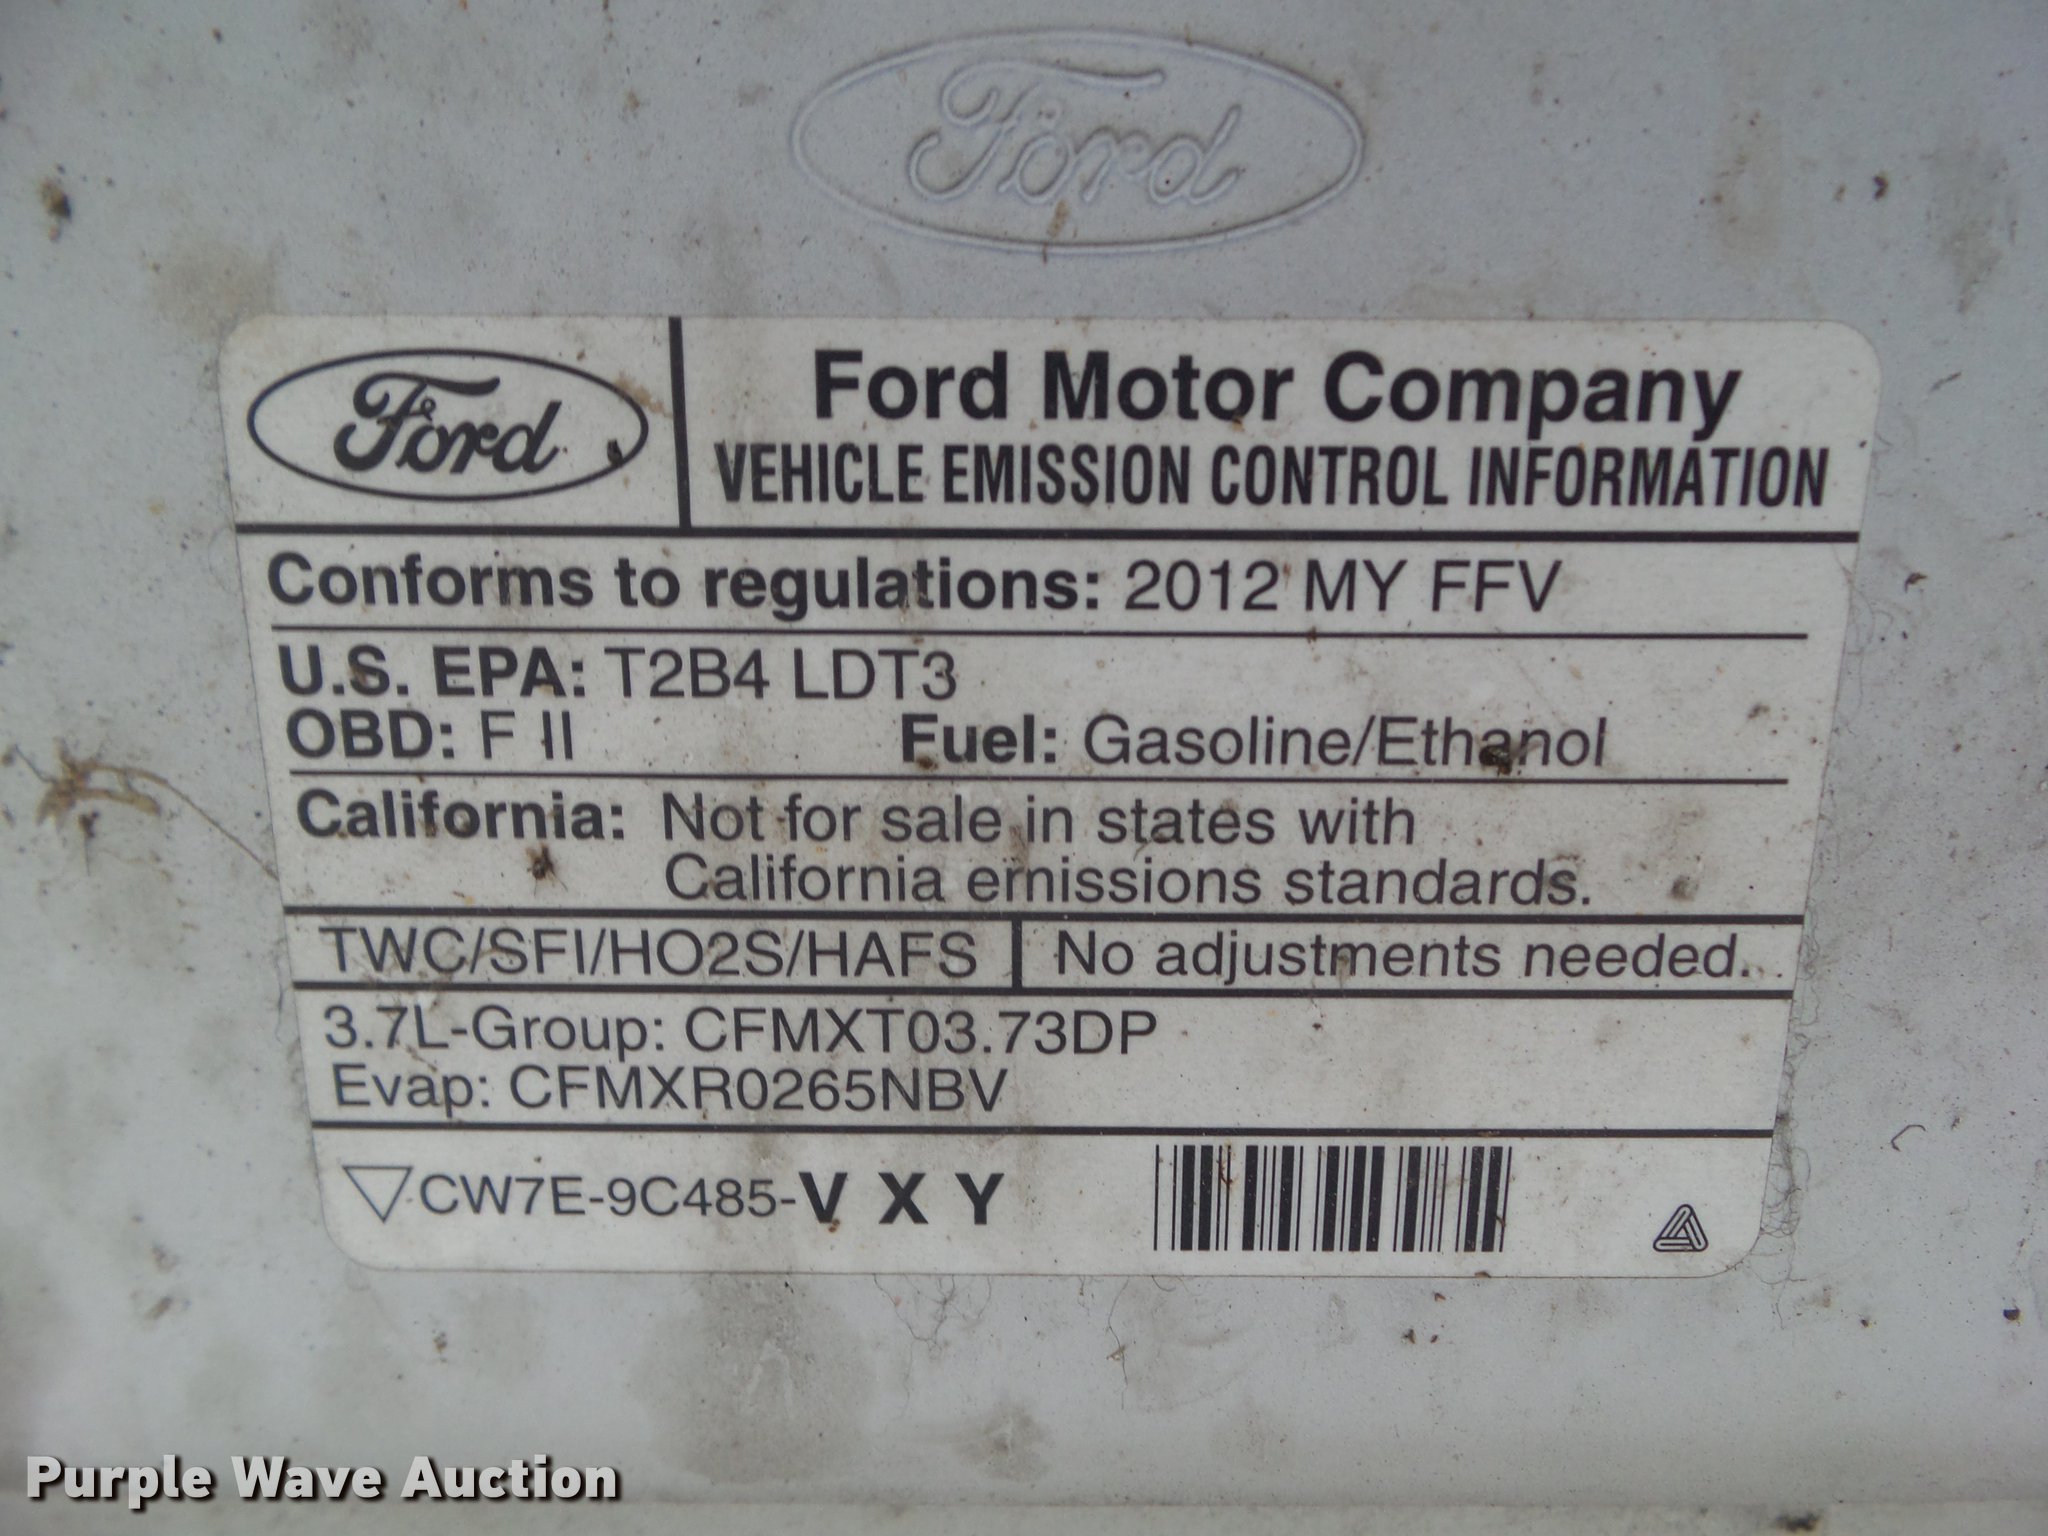 Ford
Ford
Ford Motor Company
VEHICLE EMISSION CONTROL INFORMATION
Conforms to regulations: 2012 MY FFV
U.S. EPA: T2B4 LDT3
OBD: F II Fuel: Gasoline/Ethanol
California: Not for sale in states with
California emissions standards.
TWC/SFI/HO2S/HAFS No adjustments needed.
3.7L-Group: CFMXT03.73DP
Evap: CFMXR0265NBV
CW7E-9C485-V X Y
Purple Wave Auction